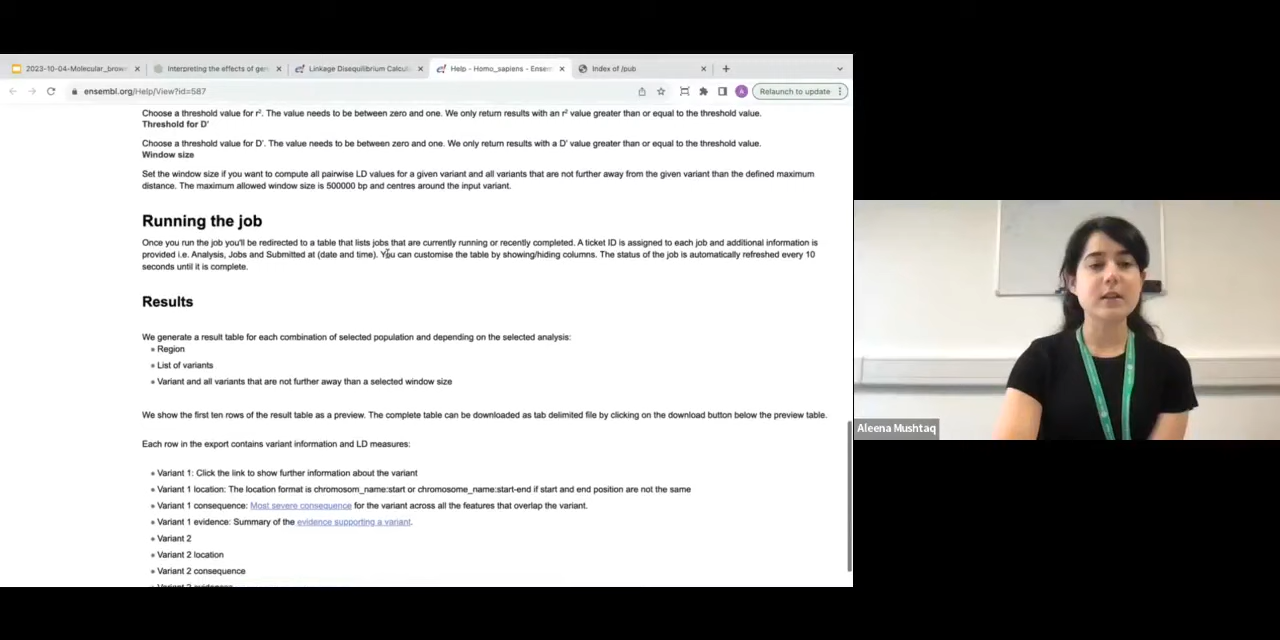 2023-10-04-Molecular_brow
Interpreting the effects of ge
Linkage Disequilibrium Calcul
Help - Homo_sapiens - Ensem
Index of /pub
ensembl.org/Help/View?id=587
Relaunch to update
Choose a threshold value for r². The value needs to be between zero and one. We only return results with an r² value greater than or equal to the threshold value.
Threshold for D'
Choose a threshold value for D'. The value needs to be between zero and one. We only return results with a D' value greater than or equal to the threshold value.
Window size
Set the window size if you want to compute all pairwise LD values for a given variant and all variants that are not further away from the given variant than the defined maximum
distance. The maximum allowed window size is 500000 bp and centres around the input variant.
Running the job
Once you run the job you'll be redirected to a table that lists jobs that are currently running or recently completed. A ticket ID is assigned to each job and additional information is
provided i.e. Analysis, Jobs and Submitted at (date and time). You can customise the table by showing/hiding columns. The status of the job is automatically refreshed every 10
seconds until it is complete.
Results
We generate a result table for each combination of selected population and depending on the selected analysis:
Region
List of variants
Variant and all variants that are not further away than a selected window size
We show the first ten rows of the result table as a preview. The complete table can be downloaded as tab delimited file by clicking on the download button below the preview table.
Each row in the export contains variant information and LD measures:
Variant 1: Click the link to show further information about the variant
Variant 1 location: The location format is chromosom_name:start or chromosome_name:start-end if start and end position are not the same
Variant 1 consequence: Most severe consequence for the variant across all the features that overlap the variant.
Variant 1 evidence: Summary of the evidence supporting a variant.
Variant 2
Variant 2 location
Variant 2 consequence
Aleena Mushtaq